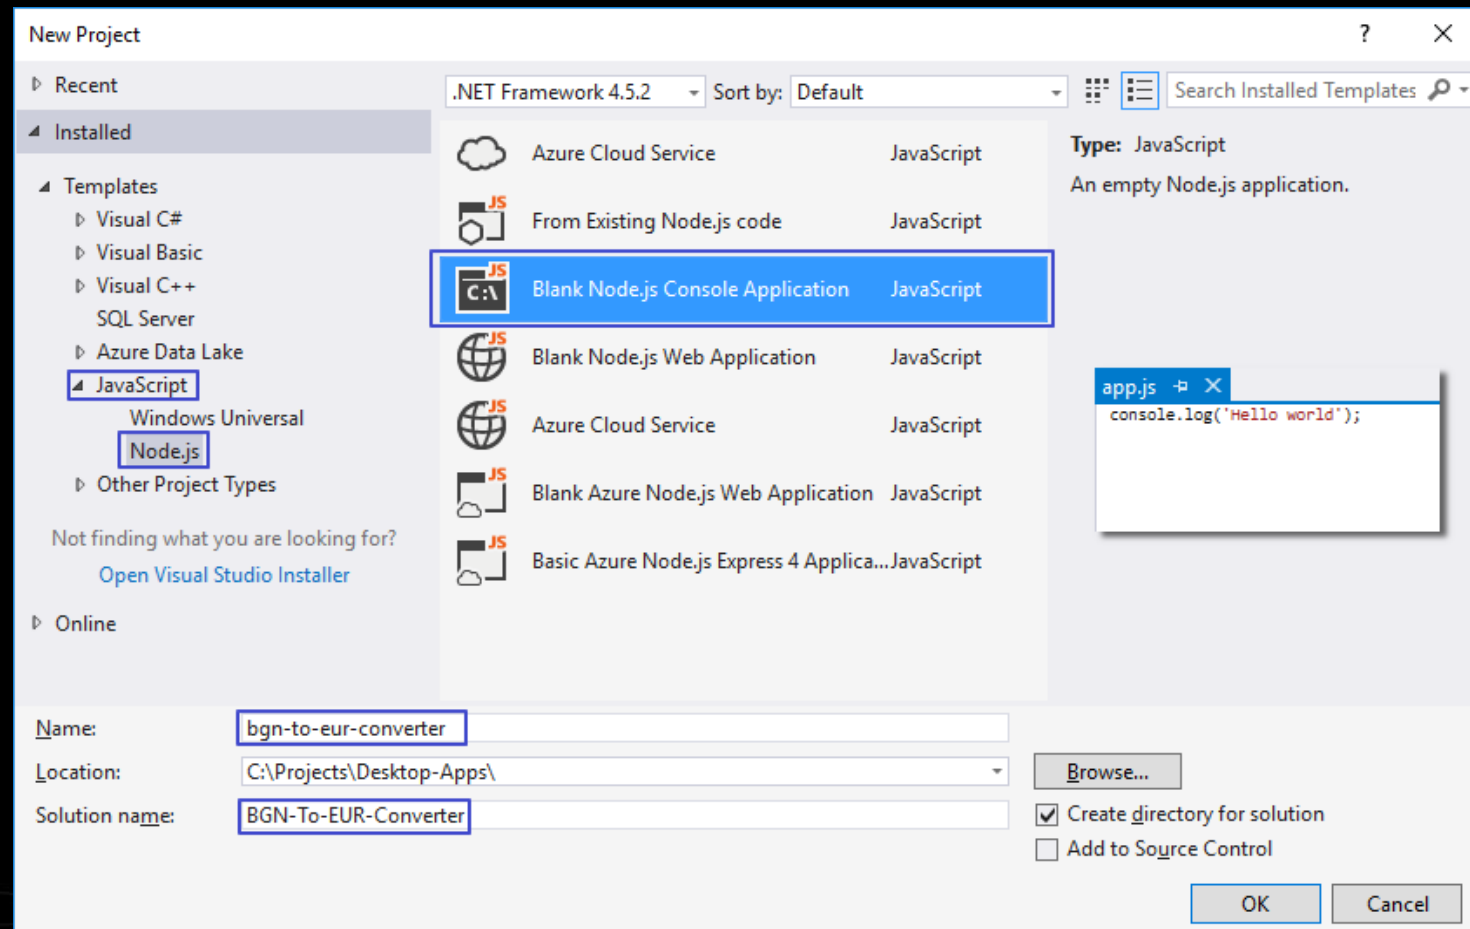 New Project
?
Recent
Installed
Templates
Visual C#
Visual Basic
Visual C++
SQL Server
Azure Data Lake
JavaScript
Windows Universal
Node.js
Other Project Types
Not finding what you are looking for?
Open Visual Studio Installer
Online
.NET Framework 4.5.2
Sort by: Default
Search Installed Templates
Azure Cloud Service JavaScript
JS From Existing Node.js code JavaScript
JS C:\ Blank Node.js Console Application JavaScript
JS Blank Node.js Web Application JavaScript
JS Azure Cloud Service JavaScript
JS Blank Azure Node.js Web Application JavaScript
JS Basic Azure Node.js Express 4 Applica...JavaScript
Type: JavaScript
An empty Node.js application.
app.js
console.log('Hello world');
Name: bgn-to-eur-converter
Location: C:\Projects\Desktop-Apps\
Browse...
Solution name: BGN-To-EUR-Converter
Create directory for solution
Add to Source Control
OK
Cancel